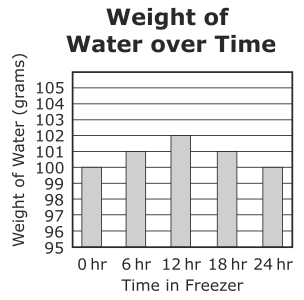 Weight of
Water over Time
Weight of Water (grams)
105
104
103
102
101
100
99
98
97
96
95
0 hr 6 hr 12 hr 18 hr 24 hr
Time in Freezer